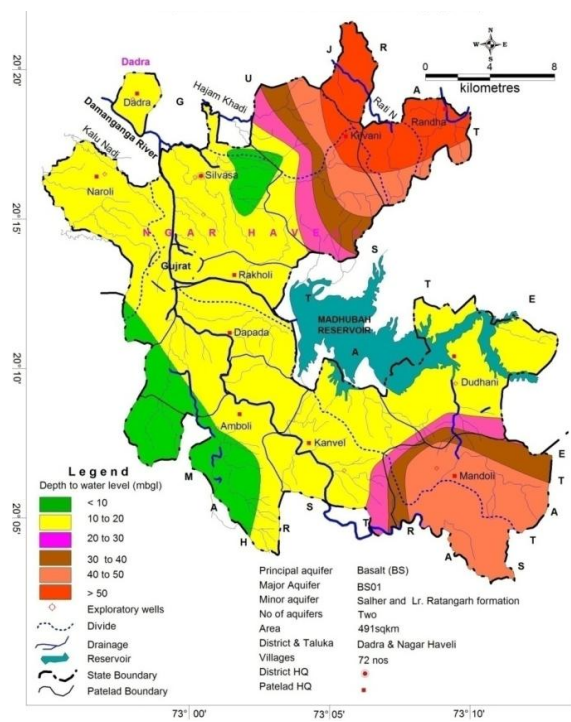 Dadra
20° 20'
20° 15'
20° 10'
20° 05'
0 4 8
kilometres
N
W E
S
U
J
R
G
A
T
Hajam Khadi
Rati N
Dadra
Damanganga River
Kalu Nadi
Naroli
Silvasa
Kilvani
Randha
N G A R H A V E L
S
Gujrat
Rakholi
T
MADHUBAH
RESERVOIR
A
T
E
Dapada
Dudhani
Amboli
Kanvel
Mandoli
M
A
H
R
S
T
R
A
S
T
A
T
E
Legend
Depth to water level (mbgl)
< 10
10 to 20
20 to 30
30 to 40
40 to 50
> 50
Exploratory wells
Divide
Drainage
Reservoir
State Boundary
Patelad Boundary
Principal aquifer Basalt (BS)
Major Aquifer BS01
Minor aquifer Salher and Lr. Ratangarh formation
No of aquifers Two
Area 491sqkm
District & Taluka Dadra & Nagar Haveli
Villages 72 nos
District HQ
Patelad HQ
73° 00' 73° 05' 73° 10'